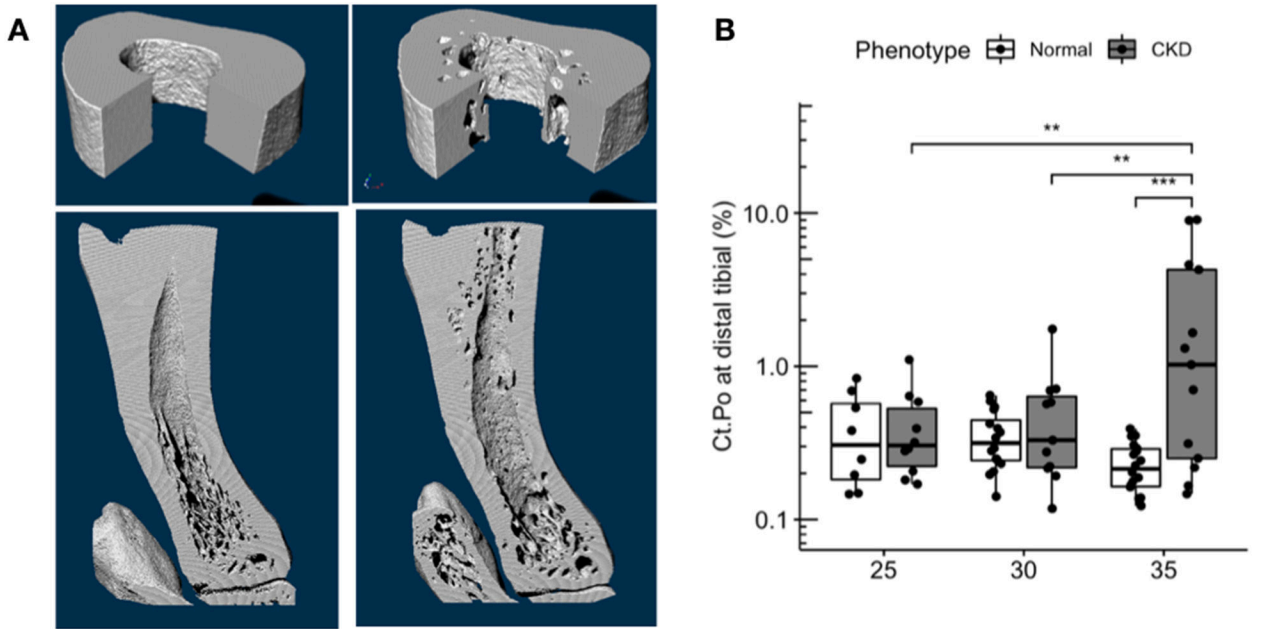 A
B
Phenotype Normal CKD
**
**
***
Ct.Po at distal tibial (%)
10.0
1.0
0.1
25 30 35